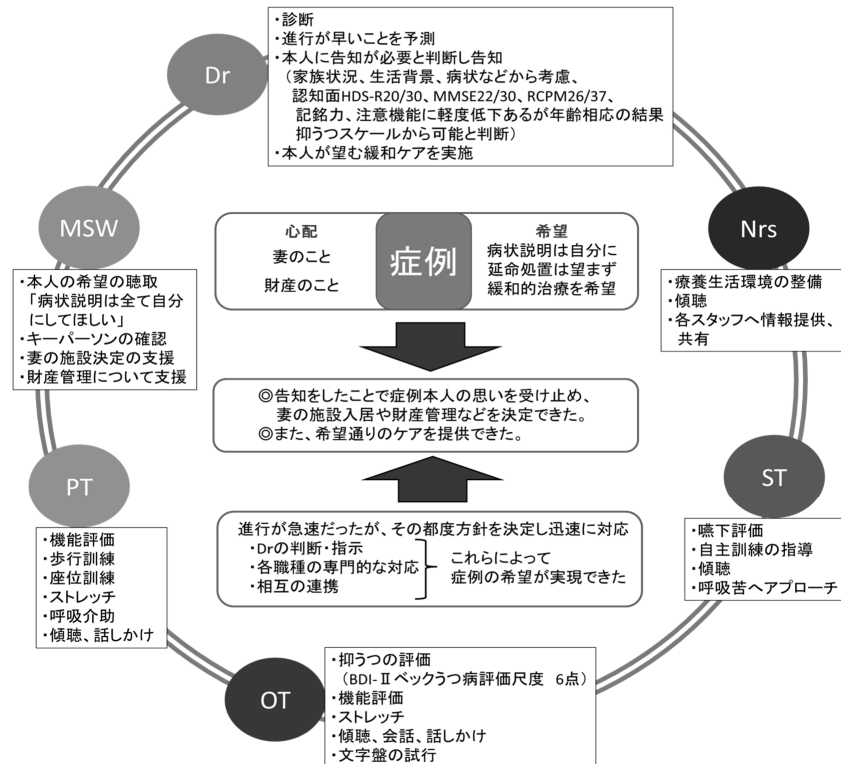 Dr
・診断
・進行が早いことを予測
・本人に告知が必要と判断し告知
（家族状況、生活背景、病状などから考慮、
認知面HDS-R20/30、MMSE22/30、RCPM26/37、
記銘力、注意機能に軽度低下あるが年齢相応の結果
抑うつスケールから可能と判断）
・本人が望む緩和ケアを実施
MSW
・本人の希望の聴取
「病状説明は全て自分
にしてほしい」
・キーパーソンの確認
・妻の施設決定の支援
・財産管理について支援
心配
妻のこと
財産のこと
症例
希望
病状説明は自分に
延命処置は望まず
緩和的治療を希望
Nrs
・療養生活環境の整備
・傾聴
・各スタッフへ情報提供、
共有
◎告知をしたことで症例本人の思いを受け止め、
妻の施設入居や財産管理などを決定できた。
◎また、希望通りのケアを提供できた。
PT
・機能評価
・歩行訓練
・座位訓練
・ストレッチ
・呼吸介助
・傾聴、話しかけ
進行が急速だったが、その都度方針を決定し迅速に対応
・Drの判断・指示
・各職種の専門的な対応
・相互の連携
これらによって
症例の希望が実現できた
ST
・嚥下評価
・自主訓練の指導
・傾聴
・呼吸苦へアプローチ
OT
・抑うつの評価
（BDI-Ⅱベックうつ病評価尺度 6点）
・機能評価
・ストレッチ
・傾聴、会話、話しかけ
・文字盤の試行